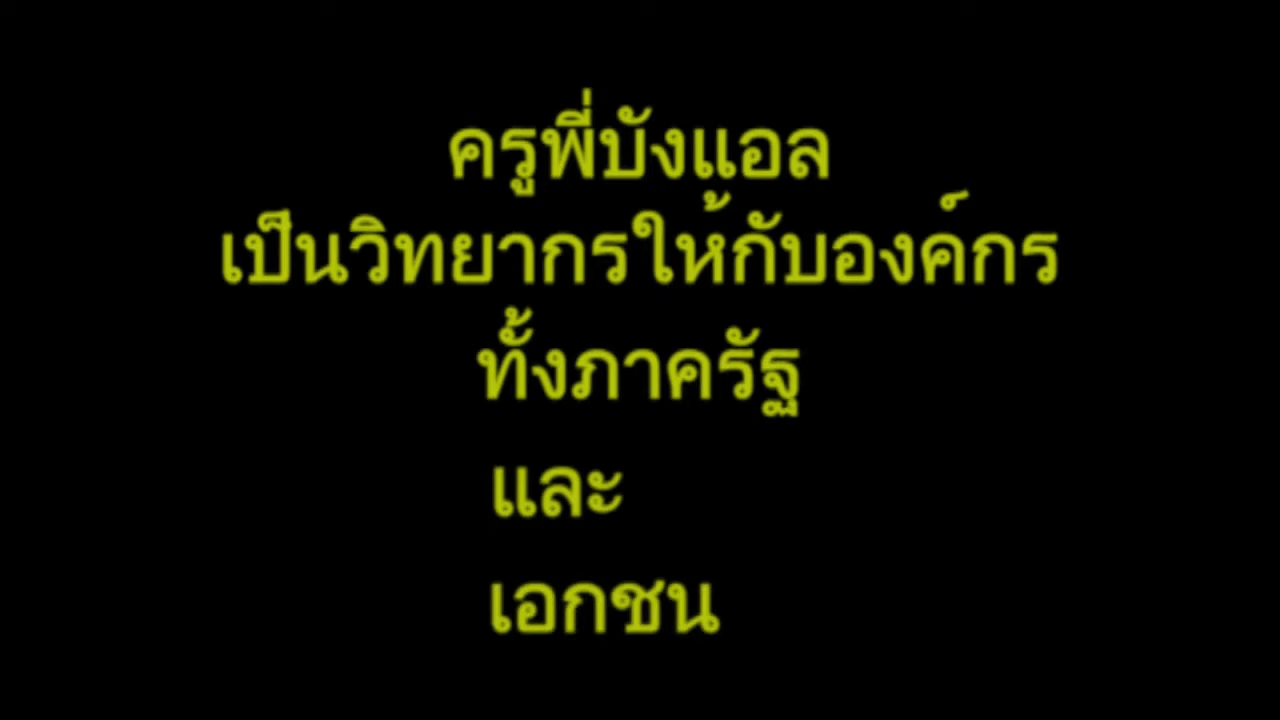 ครูพี่บังแอล
เป็นวิทยากรให้กับองค์กร
ทั้งภาครัฐ
และ
เอกชน